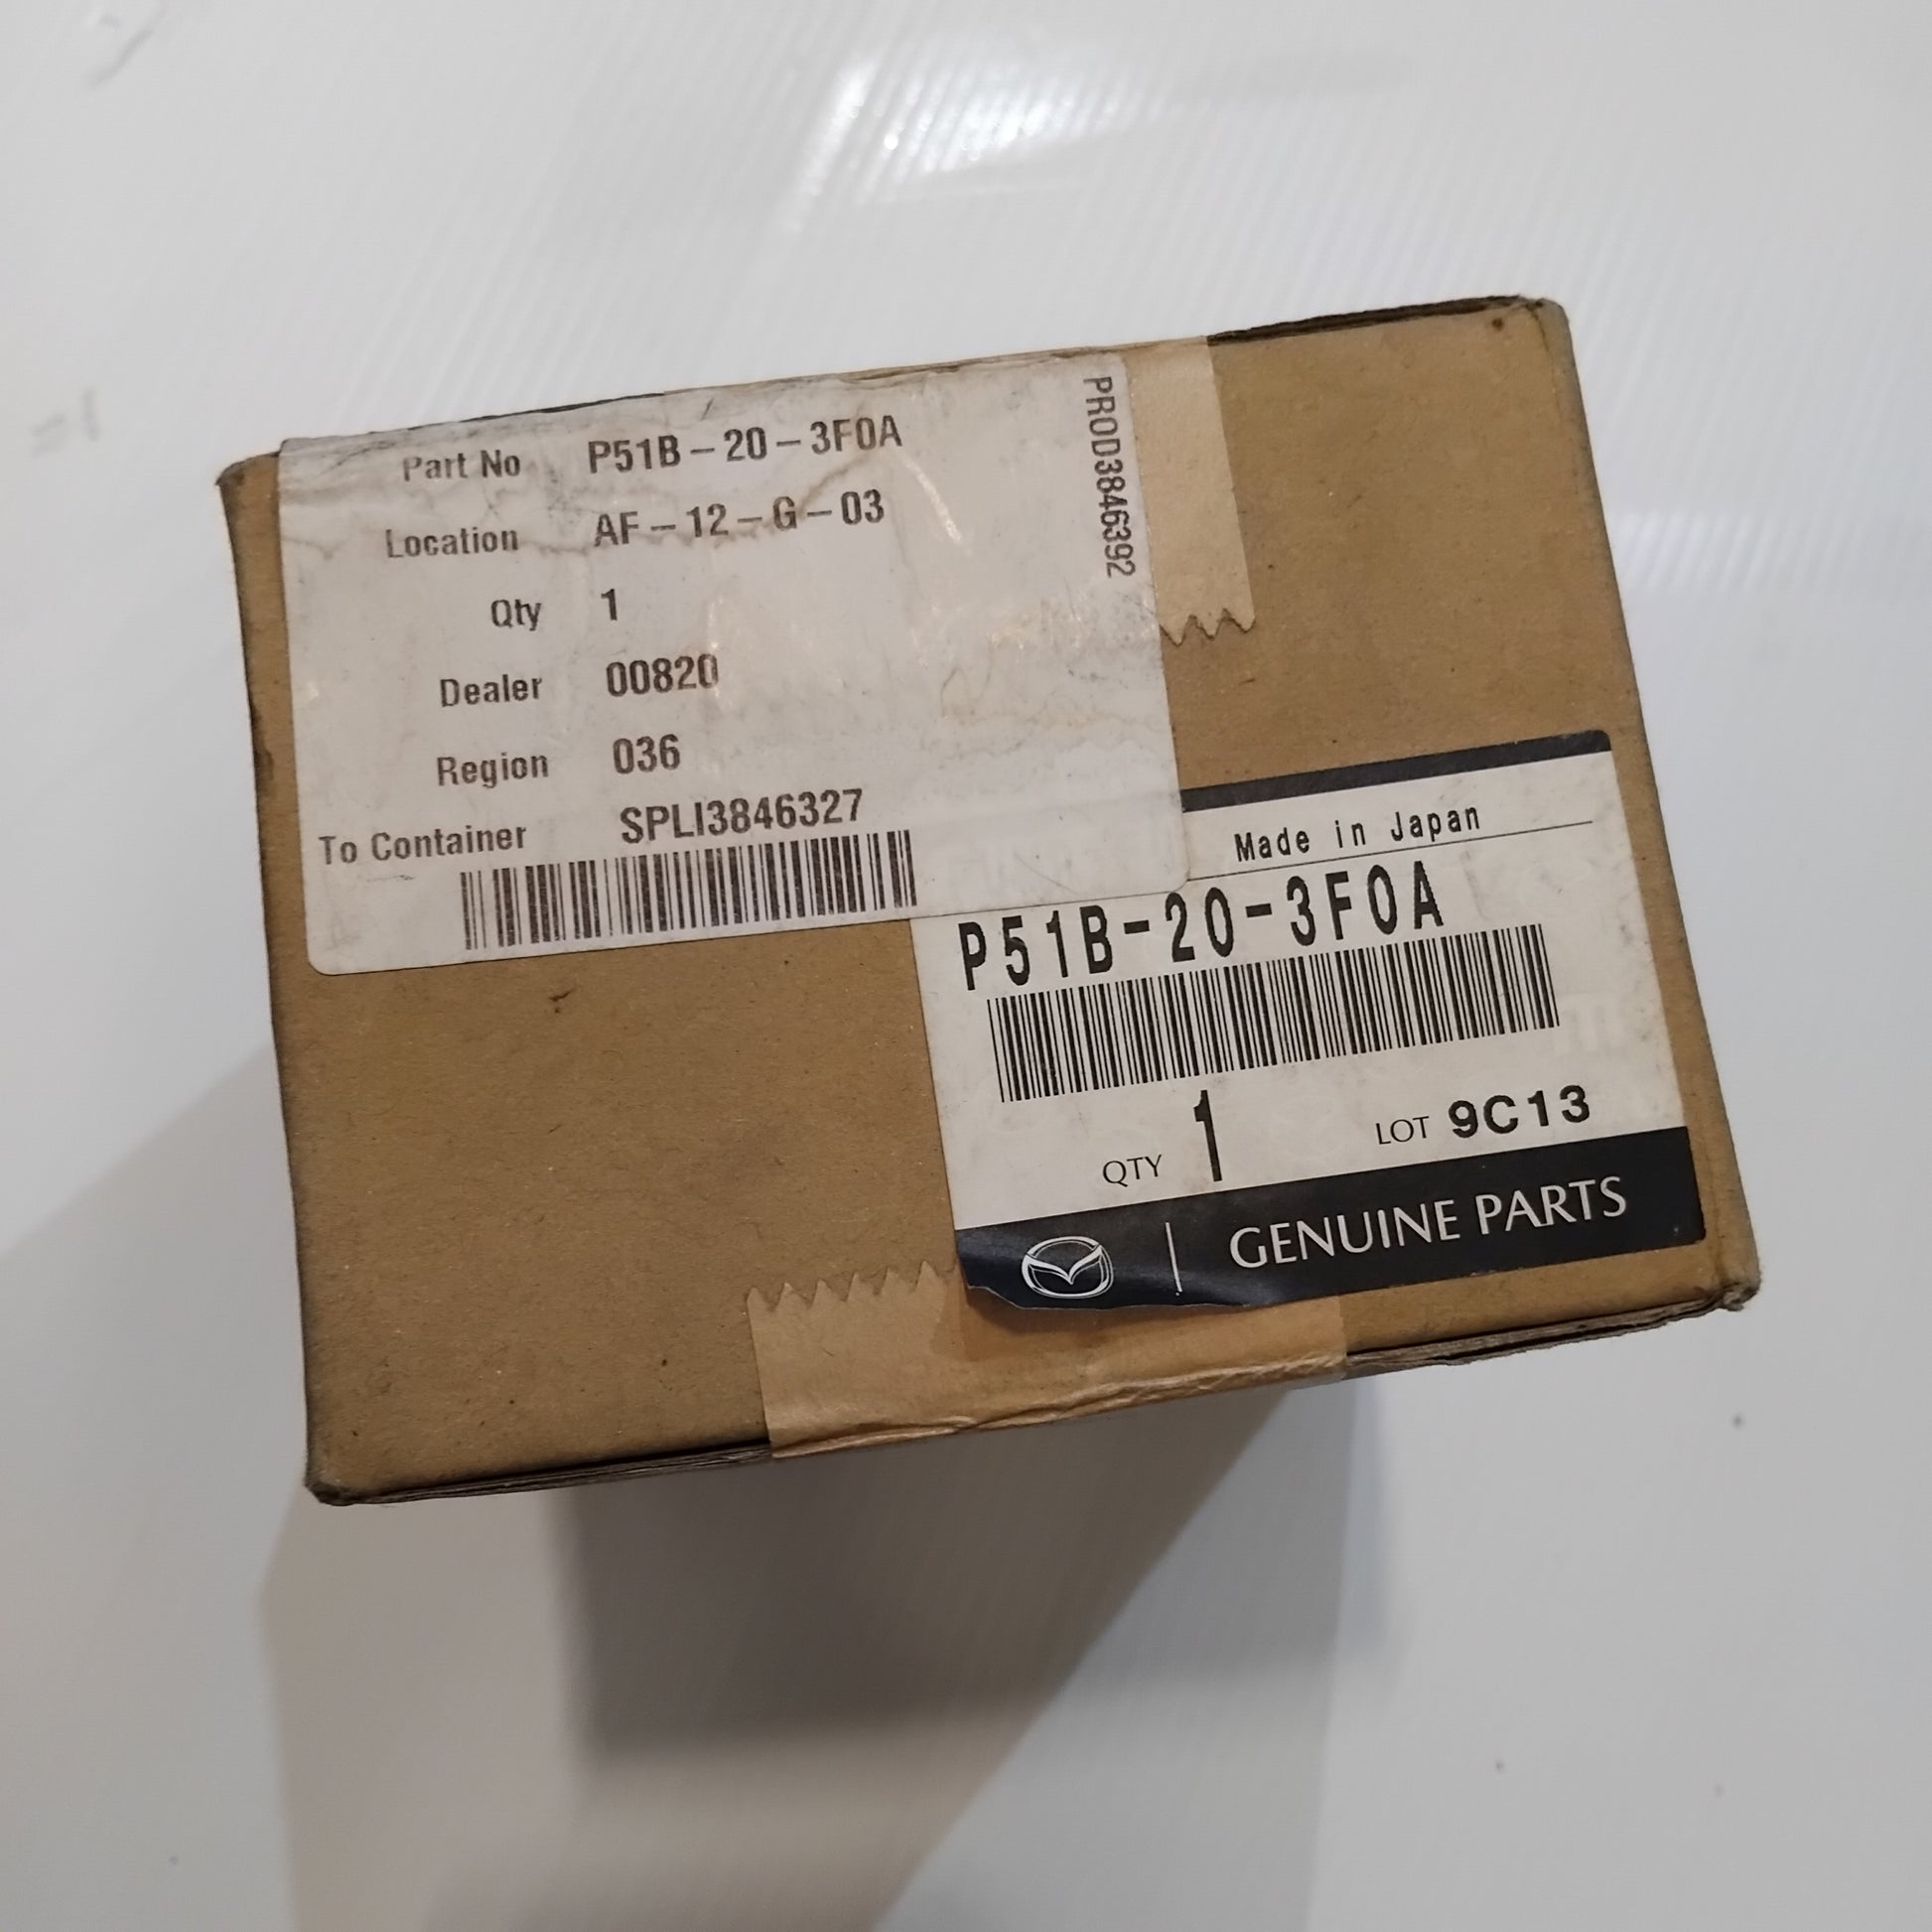 Part No P51B-20-3F0A
Location AF-12-G-03
Qty 1
Dealer 00820
Region 036
To Container SPLI3846327
PROD3846392
Made in Japan
P51B-20-3F0A
QTY 1 LOT 9C13
GENUINE PARTS